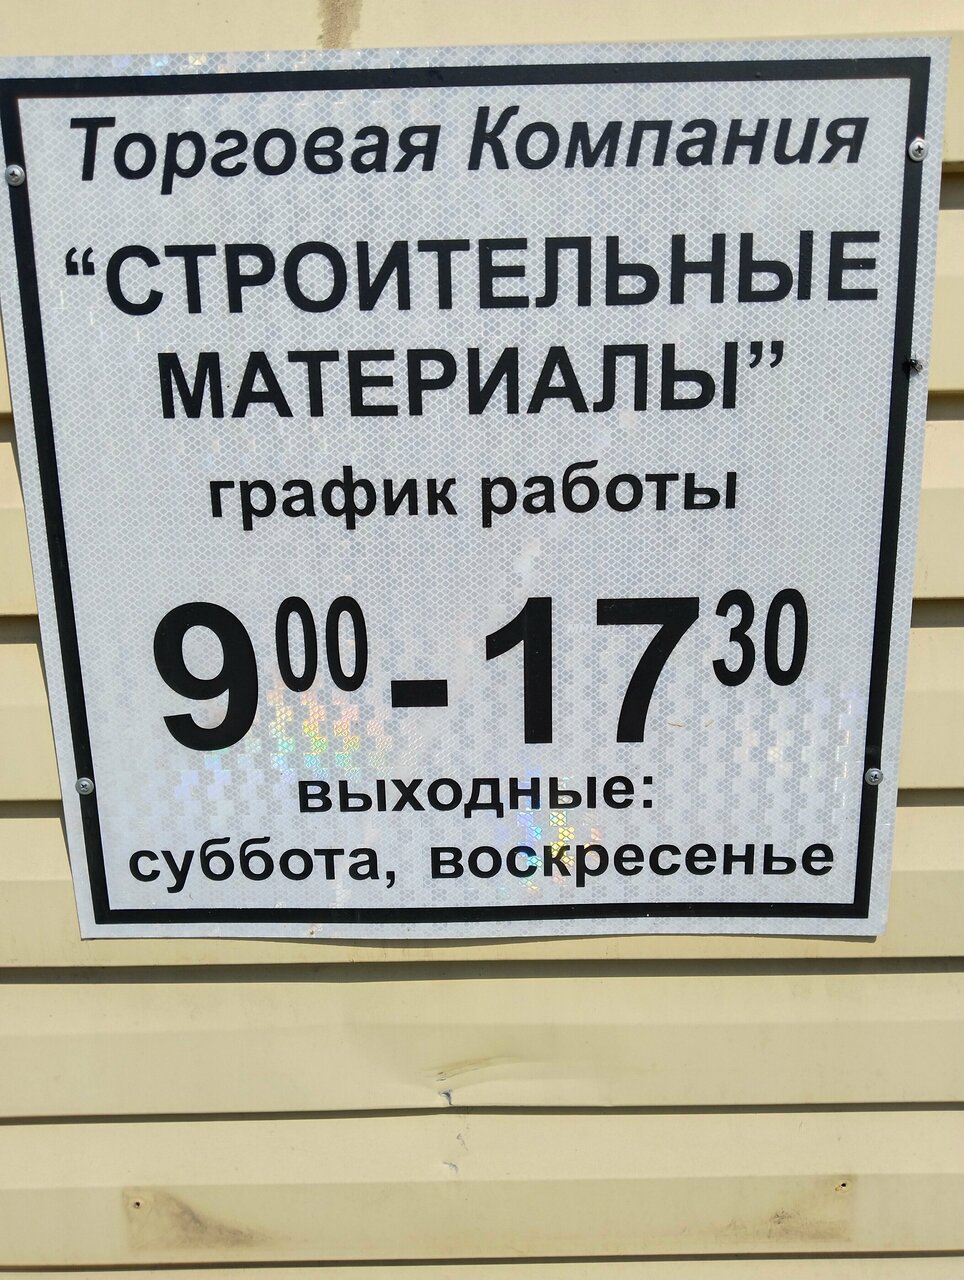 Торговая Компания
“СТРОИТЕЛЬНЫЕ
МАТЕРИАЛЫ”
график работы
9⁰⁰-17³⁰
выходные:
суббота, воскресенье